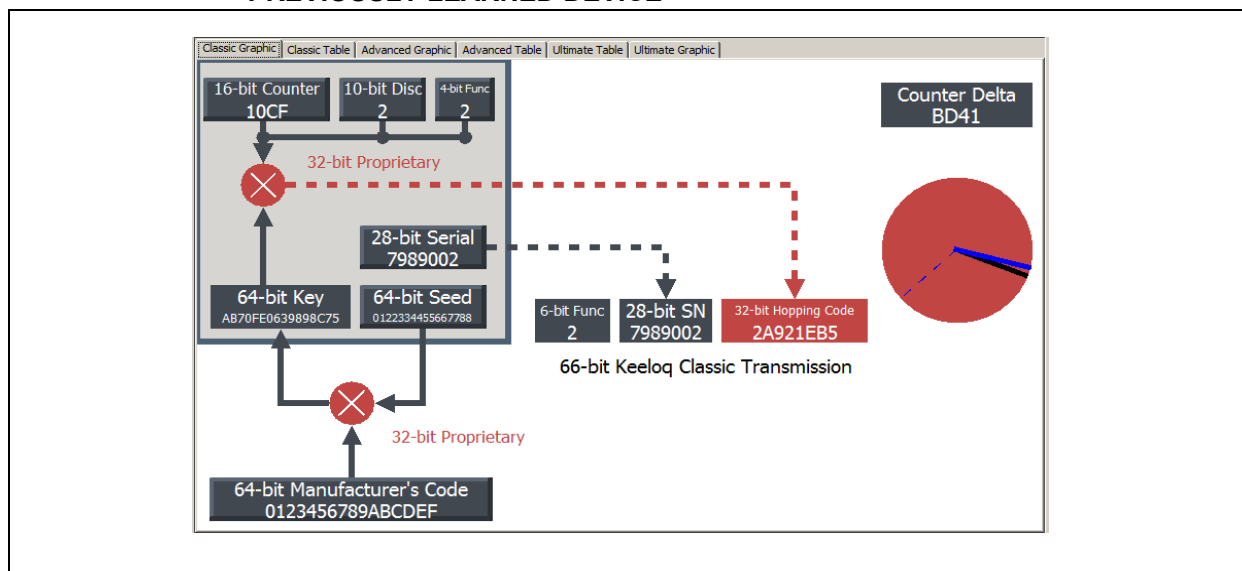 Classic Graphic Classic Table Advanced Graphic Advanced Table Ultimate Table Ultimate Graphic
16-bit Counter 10-bit Disc 4-bit Func
10CF 2 2
Counter Delta
BD41
32-bit Proprietary
28-bit Serial
7989002
64-bit Key 64-bit Seed
AB70FE0639898C75 0122334455667788
6-bit Func 28-bit SN 32-bit Hopping Code
2 7989002 2A921EB5
66-bit Keeloq Classic Transmission
32-bit Proprietary
64-bit Manufacturer's Code
0123456789ABCDEF